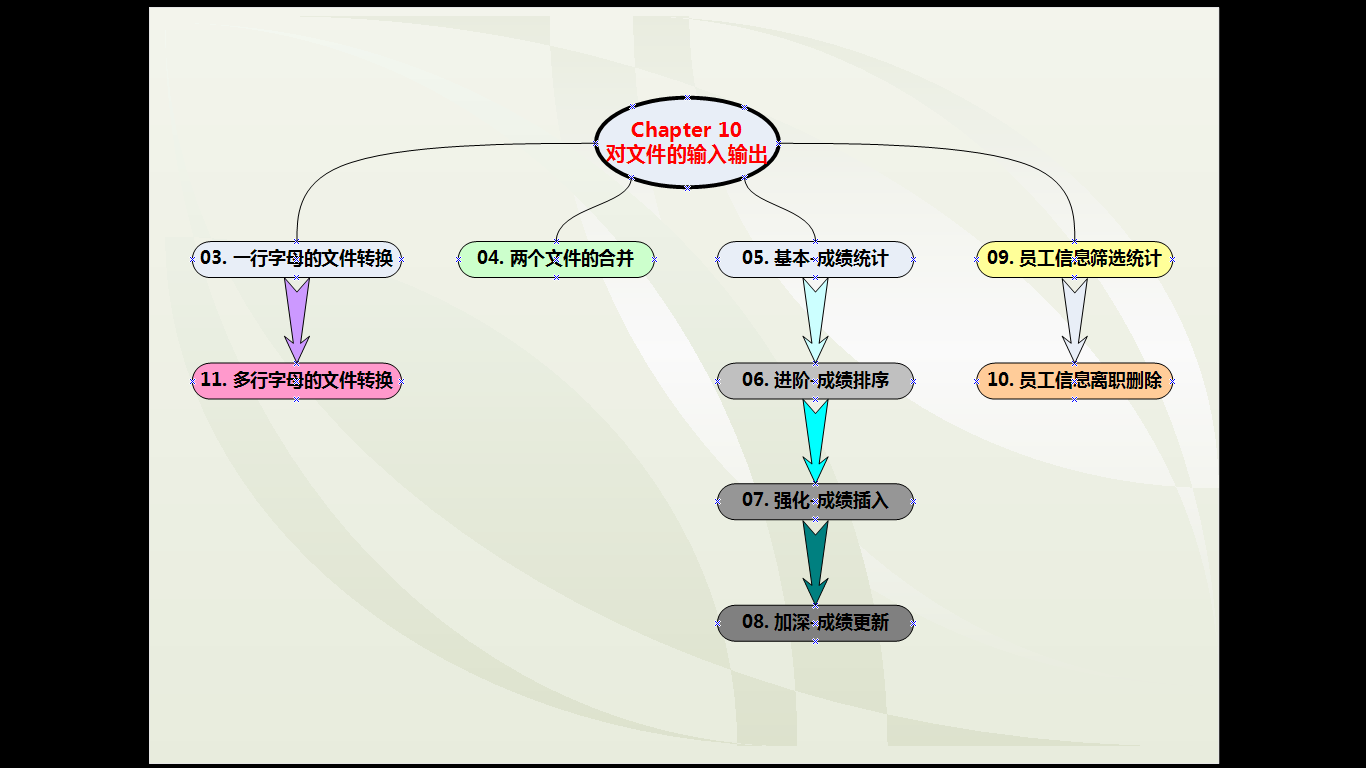 Chapter 10
对文件的输入输出
03. 一行字母的文件转换
04. 两个文件的合并
05. 基本-成绩统计
09. 员工信息筛选统计
11. 多行字母的文件转换
06. 进阶-成绩排序
10. 员工信息离职删除
07. 强化-成绩插入
08. 加深-成绩更新